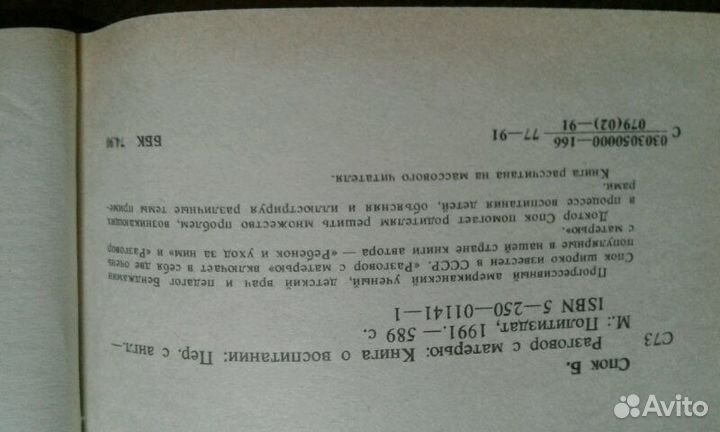 Спок Б.
С73 Разговор с матерью: Книга о воспитании: Пер. с англ.—
М.: Политиздат, 1991.— 589 с.
ISBN 5—250—01141—1
Прогрессивный американский ученый, детский врач и педагог Бенджамин
Спок широко известен в СССР. «Разговор с матерью» включает в себя две очень
популярные в нашей стране книги автора — «Ребенок и уход за ним» и «Разговор
с матерью».
Доктор Спок помогает родителям решить множество проблем, возникающих
в процессе воспитания детей, объясняя и иллюстрируя различные темы приме-
рами.
Книга рассчитана на массового читателя.
С 0303050000—166 / 079(02)—91 77—91 ББК 74.90
Avito